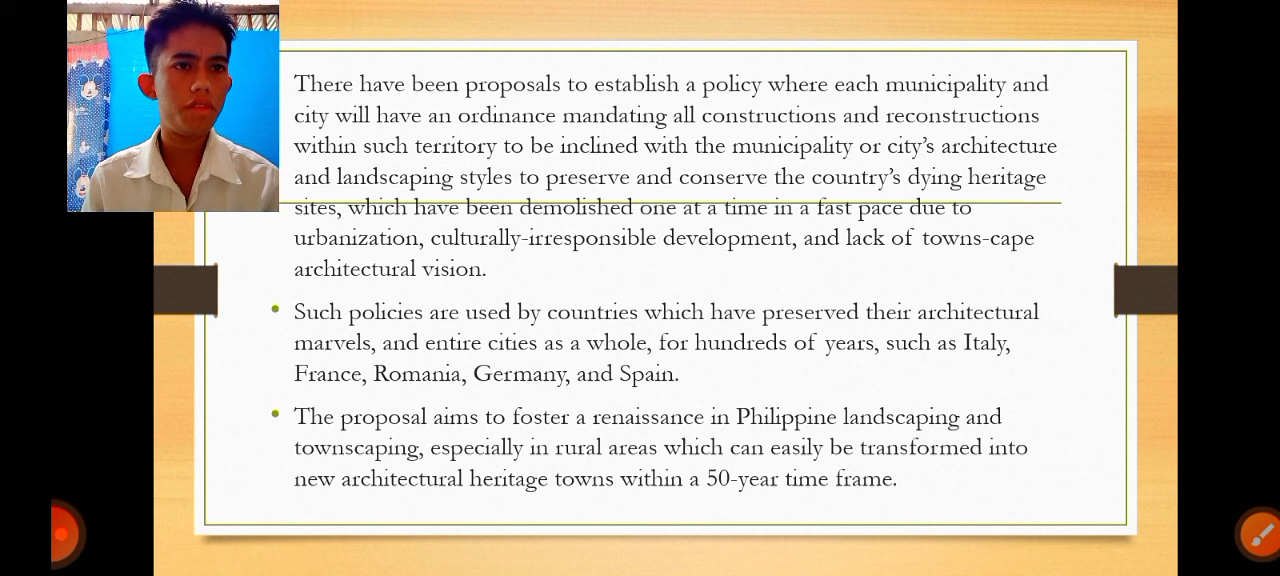 There have been proposals to establish a policy where each municipality and
city will have an ordinance mandating all constructions and reconstructions
within such territory to be inclined with the municipality or city's architecture
and landscaping styles to preserve and conserve the country's dying heritage
sites, which have been demolished one at a time in a fast pace due to
urbanization, culturally-irresponsible development, and lack of towns-cape
architectural vision.
• Such policies are used by countries which have preserved their architectural
marvels, and entire cities as a whole, for hundreds of years, such as Italy,
France, Romania, Germany, and Spain.
• The proposal aims to foster a renaissance in Philippine landscaping and
townscaping, especially in rural areas which can easily be transformed into
new architectural heritage towns within a 50-year time frame.